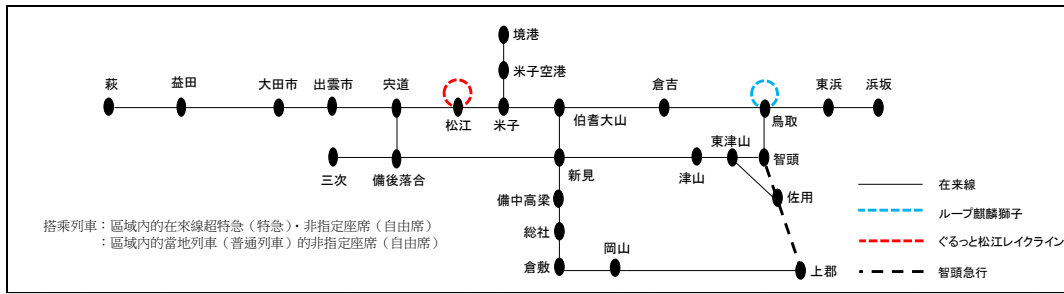 境港
米子空港
萩
益田
大田市
出雲市
宍道
松江
米子
伯耆大山
倉吉
鳥取
東浜
浜坂
三次
備後落合
新見
津山
東津山
智頭
備中高梁
佐用
総社
倉敷
岡山
上郡
搭乘列車：區域內的在來線超特急（特急）・非指定座席（自由席）
：區域內的當地列車（普通列車）的非指定座席（自由席）
在来線
ループ麒麟獅子
ぐるっと松江レイクライン
智頭急行